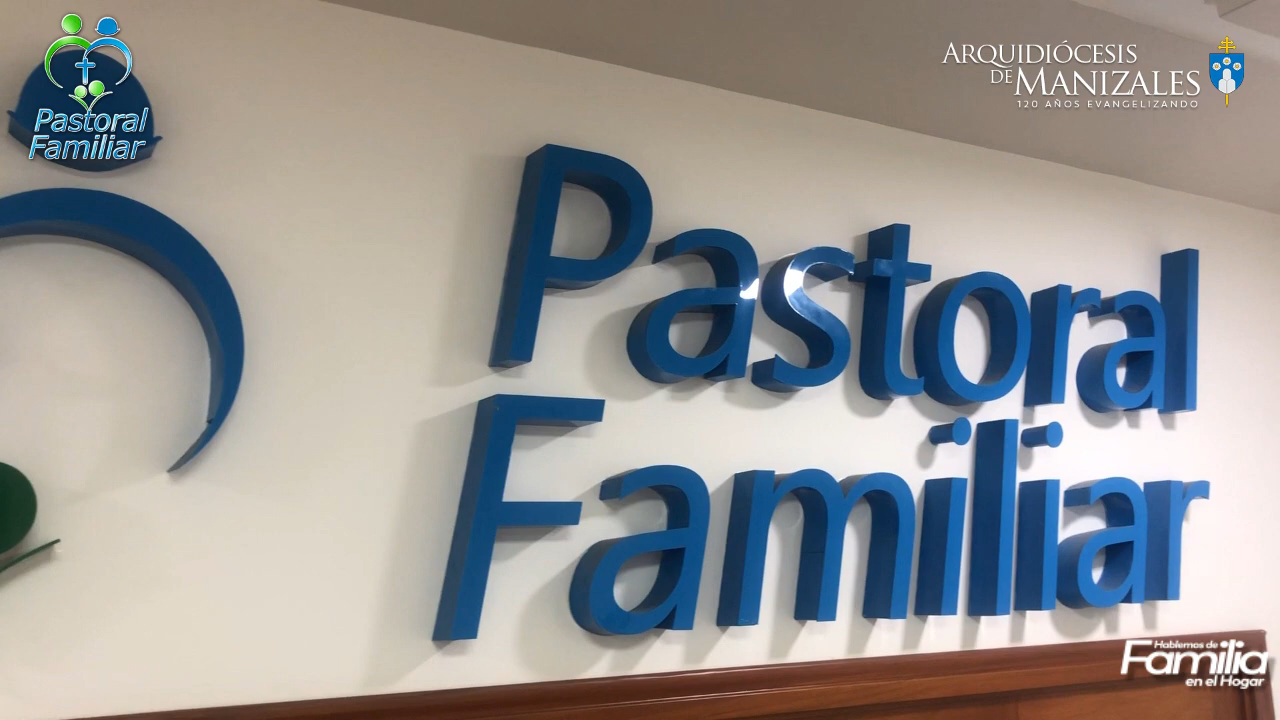 Pastoral
Familiar
ARQUIDIÓCESIS
DE MANIZALES
120 AÑOS EVANGELIZANDO
Pastoral
Familiar
Hablemos de
Familia
en el Hogar